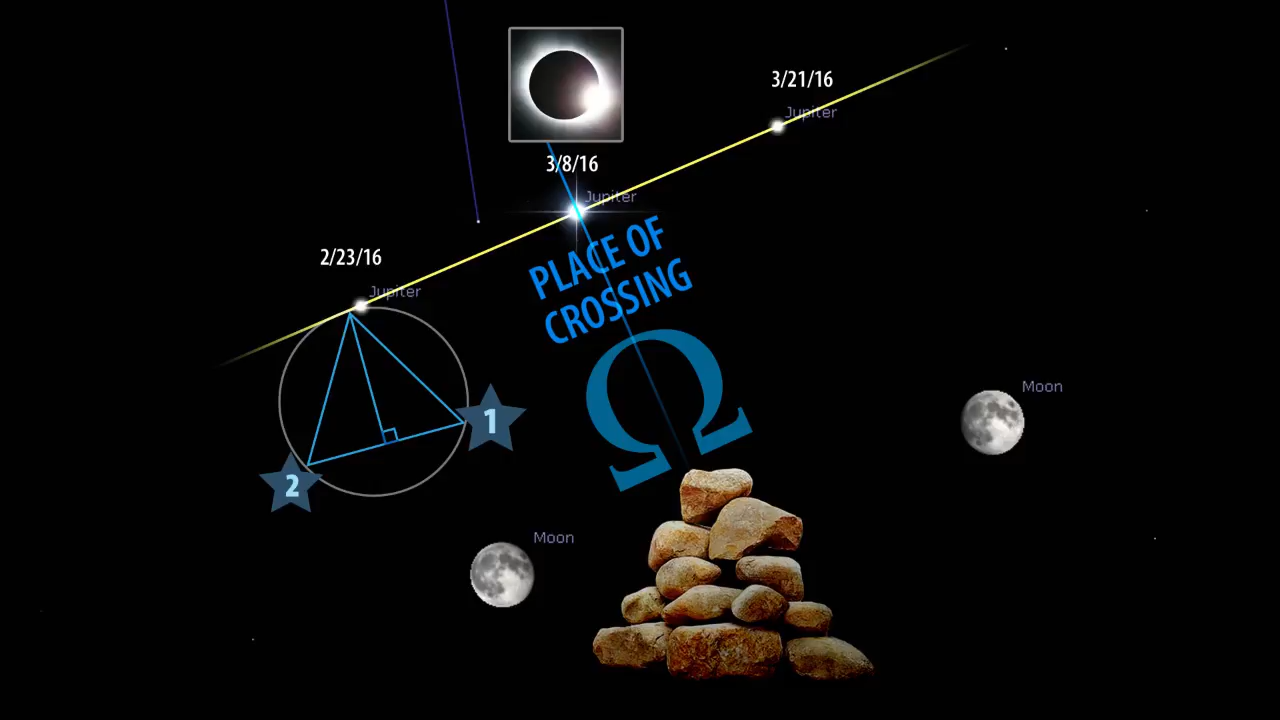 3/21/16
Jupiter
3/8/16
Jupiter
PLACE OF
CROSSING
2/23/16
Jupiter
Ω
Moon
1
2
Moon